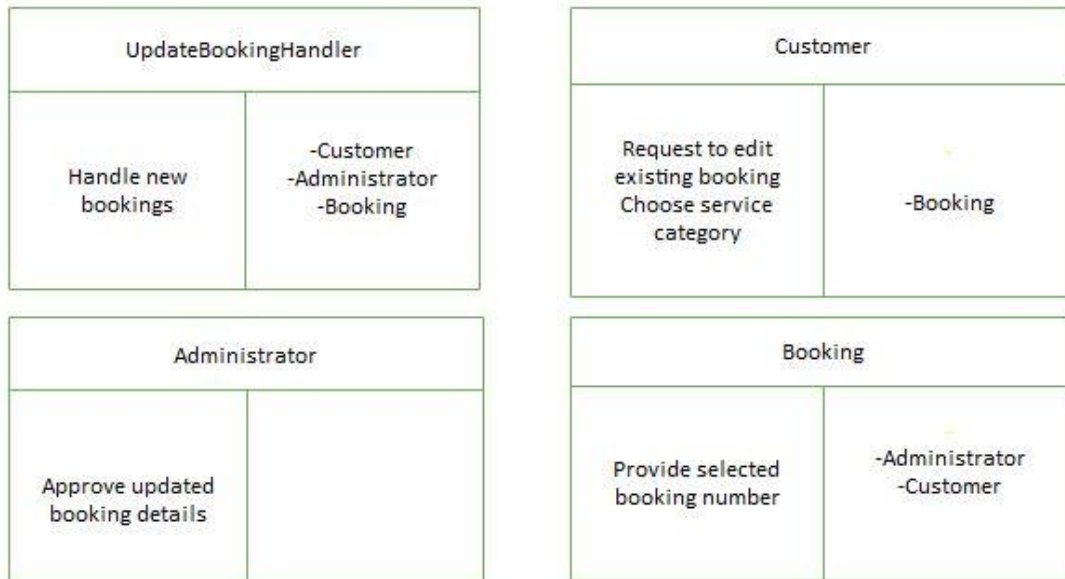 UpdateBookingHandler
Handle new
bookings
-Customer
-Administrator
-Booking
Customer
Request to edit
existing booking
Choose service
category
-Booking
Administrator
Approve updated
booking details
Booking
Provide selected
booking number
-Administrator
-Customer